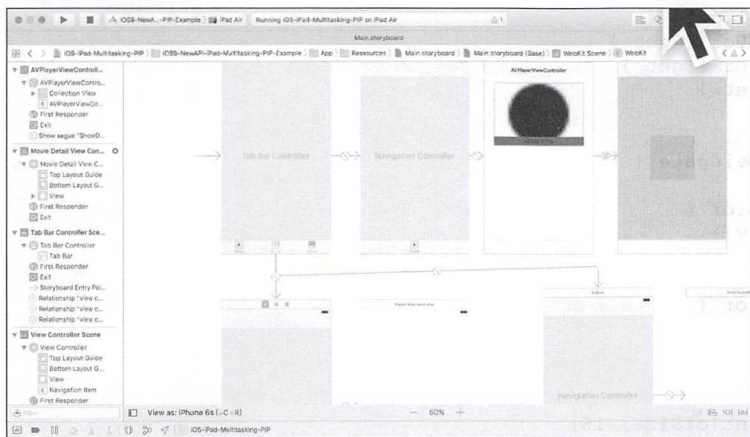 iOS9-NewA...-PIP-Example
iPad Air
Running iOS-iPad-Multitasking-PIP on iPad Air
1
Main.storyboard
iOS-iPad-Multitasking-PIP
iOS9-NewAPI-iPad-Multitasking-PIP-Example
App
Ressources
Main.storyboard
Main.storyboard (Base)
WebKit Scene
WebKit
AVPlayerViewControll...
AVPlayerViewContro...
Collection View
AVPlayerViewCo...
First Responder
Exit
Show segue "ShowD...
Movie Detail View Con...
Movie Detail View C...
Top Layout Guide
Bottom Layout G...
View
First Responder
Exit
Tab Bar Controller Sce...
Tab Bar Controller
Tab Bar
First Responder
Exit
Storyboard Entry Poi...
Relationship "view c...
Relationship "view c...
Relationship "view c...
View Controller Scene
View Controller
Top Layout Guide
Bottom Layout G...
View
Navigation Item
First Responder
Filter
AVPlayerViewController
Tab Bar Controller
Navigation Controller
Navigation Controller
View as: iPhone 6s
60%
iOS-iPad-Multitasking-PIP